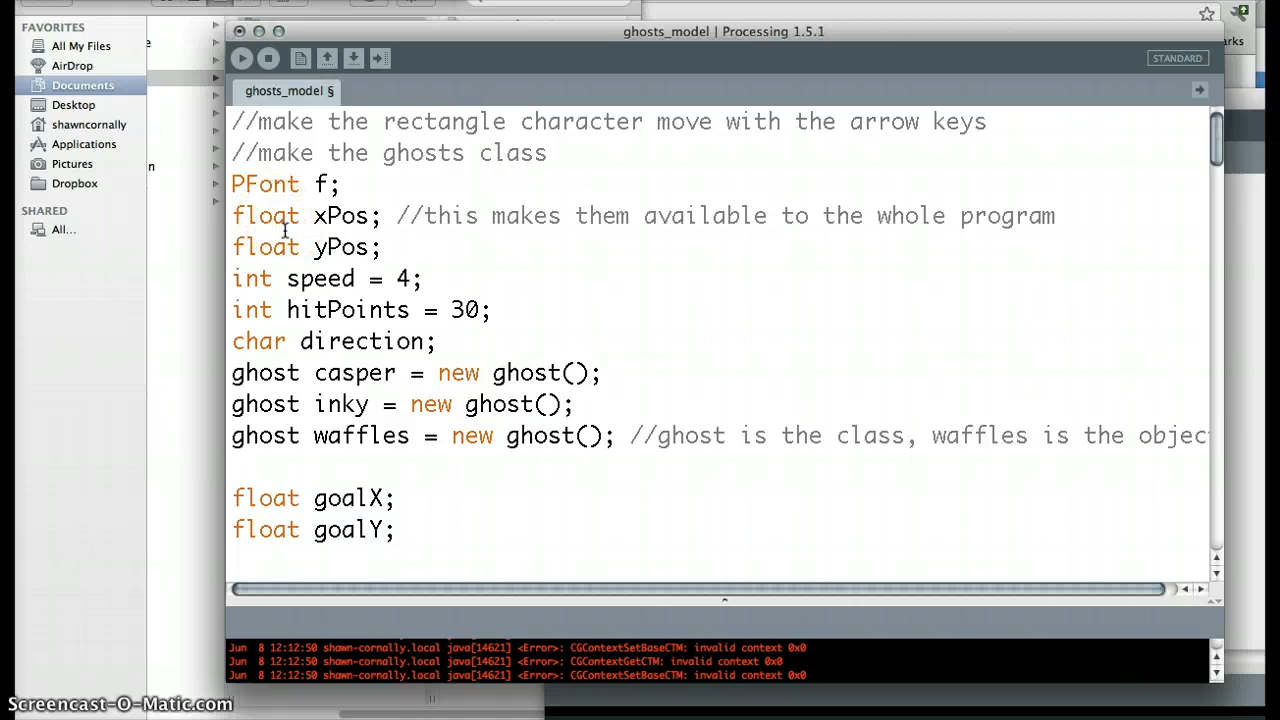 ghosts_model | Processing 1.5.1
FAVORITES
All My Files
AirDrop
Documents
Desktop
shawncornally
Applications
Pictures
Dropbox
SHARED
All...
STANDARD
ghosts_model §
//make the rectangle character move with the arrow keys
//make the ghosts class
PFont f;
float xPos; //this makes them available to the whole program
float yPos;
int speed = 4;
int hitPoints = 30;
char direction;
ghost casper = new ghost();
ghost inky = new ghost();
ghost waffles = new ghost(); //ghost is the class, waffles is the objec
float goalX;
float goalY;
Jun 8 12:12:50 shawn-cornally.local java[14621] <Error>: CGContextSetBaseCTM: invalid context 0x0
Jun 8 12:12:50 shawn-cornally.local java[14621] <Error>: CGContextGetCTM: invalid context 0x0
Jun 8 12:12:50 shawn-cornally.local java[14621] <Error>: CGContextSetBaseCTM: invalid context 0x0
Screencast-O-Matic.com